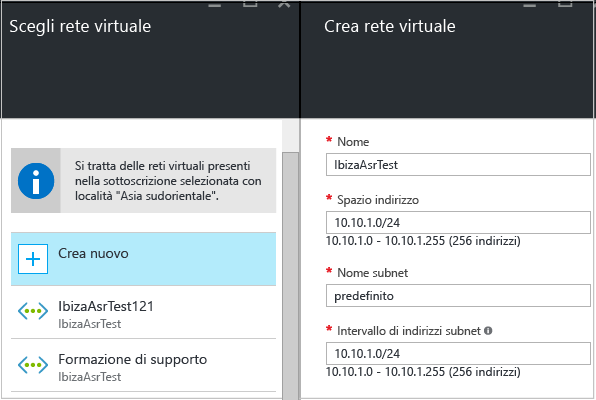 Scegli rete virtuale
Si tratta delle reti virtuali presenti
nella sottoscrizione selezionata con
località "Asia sudorientale".
Crea nuovo
IbizaAsrTest121
IbizaAsrTest
Formazione di supporto
IbizaAsrTest
Crea rete virtuale
* Nome
IbizaAsrTest
* Spazio indirizzo
10.10.1.0/24
10.10.1.0 - 10.10.1.255 (256 indirizzi)
* Nome subnet
predefinito
* Intervallo di indirizzi subnet
10.10.1.0/24
10.10.1.0 - 10.10.1.255 (256 indirizzi)